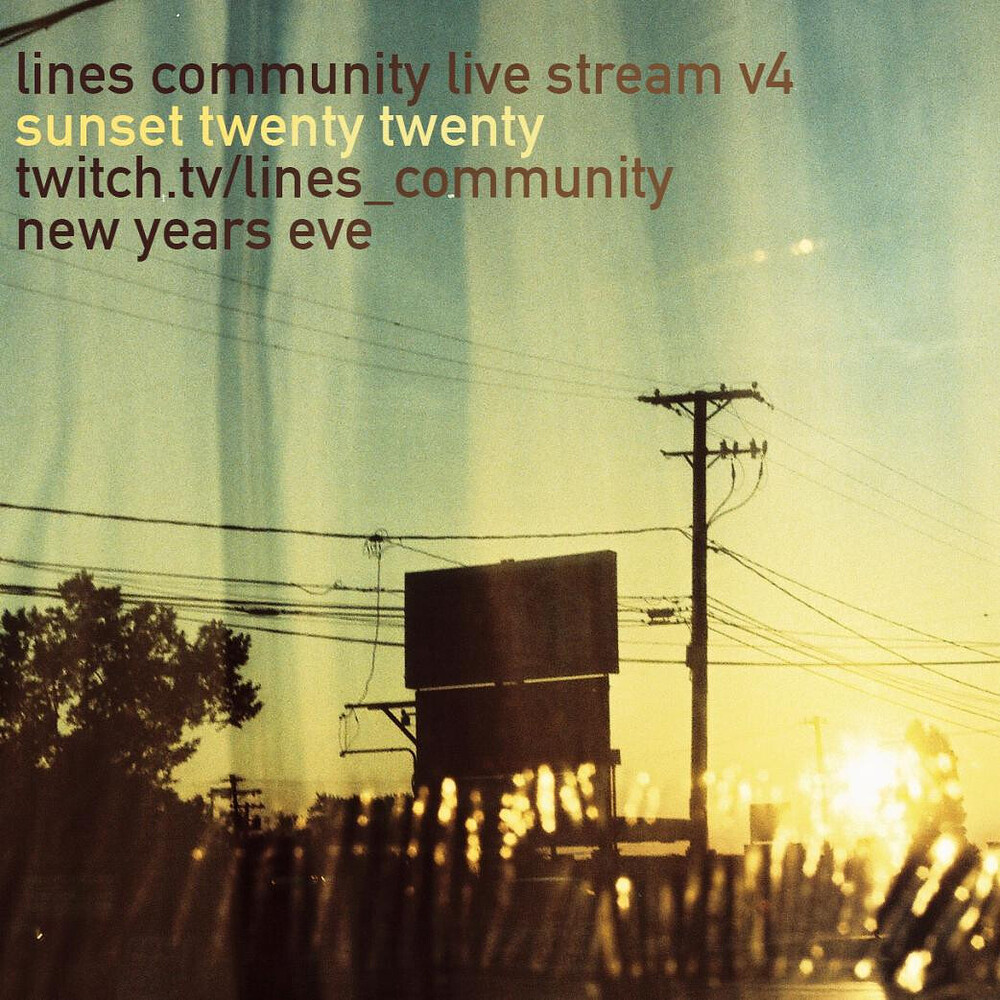 lines community live stream v4
sunset twenty twenty
twitch.tv/lines_community
new years eve